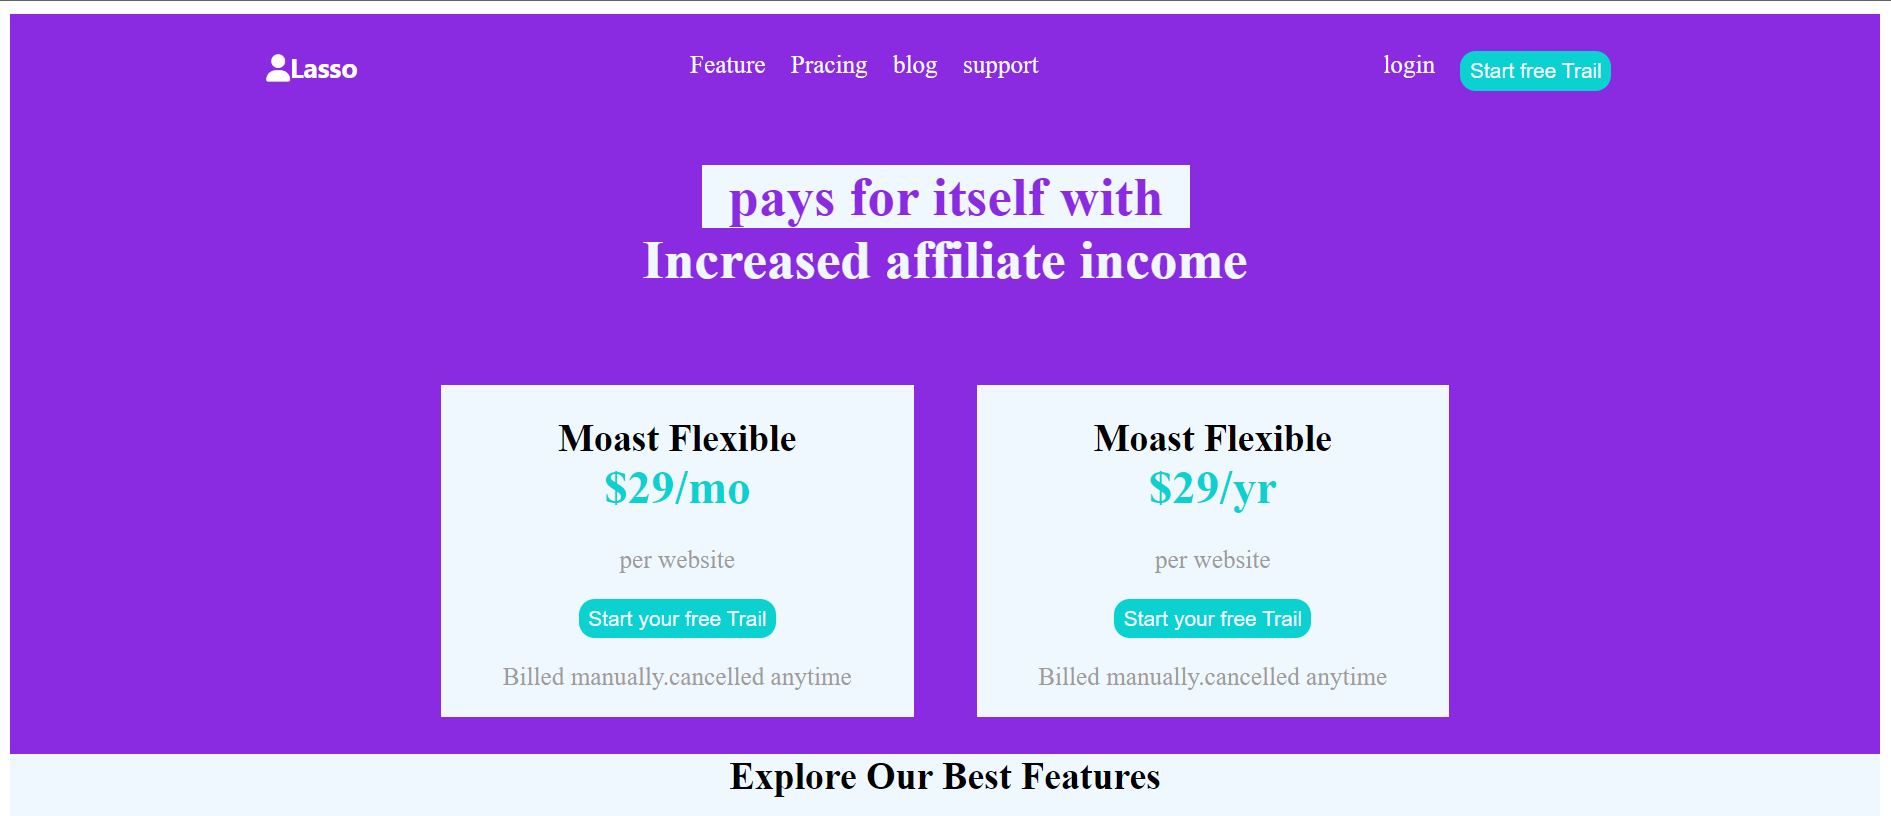 Lasso
Feature Pracing blog support
login Start free Trail
pays for itself with
Increased affiliate income
Moast Flexible
$29/mo
per website
Start your free Trail
Billed manually.cancelled anytime
Moast Flexible
$29/yr
per website
Start your free Trail
Billed manually.cancelled anytime
Explore Our Best Features